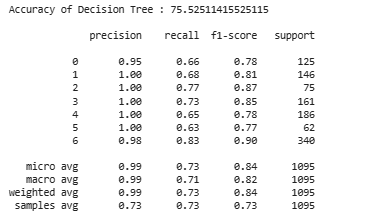 Accuracy of Decision Tree : 75.52511415525115
precision recall f1-score support
0 0.95 0.66 0.78 125
1 1.00 0.68 0.81 146
2 1.00 0.77 0.87 75
3 1.00 0.73 0.85 161
4 1.00 0.65 0.78 186
5 1.00 0.63 0.77 62
6 0.98 0.83 0.90 340
micro avg 0.99 0.73 0.84 1095
macro avg 0.99 0.71 0.82 1095
weighted avg 0.99 0.73 0.84 1095
samples avg 0.73 0.73 0.73 1095